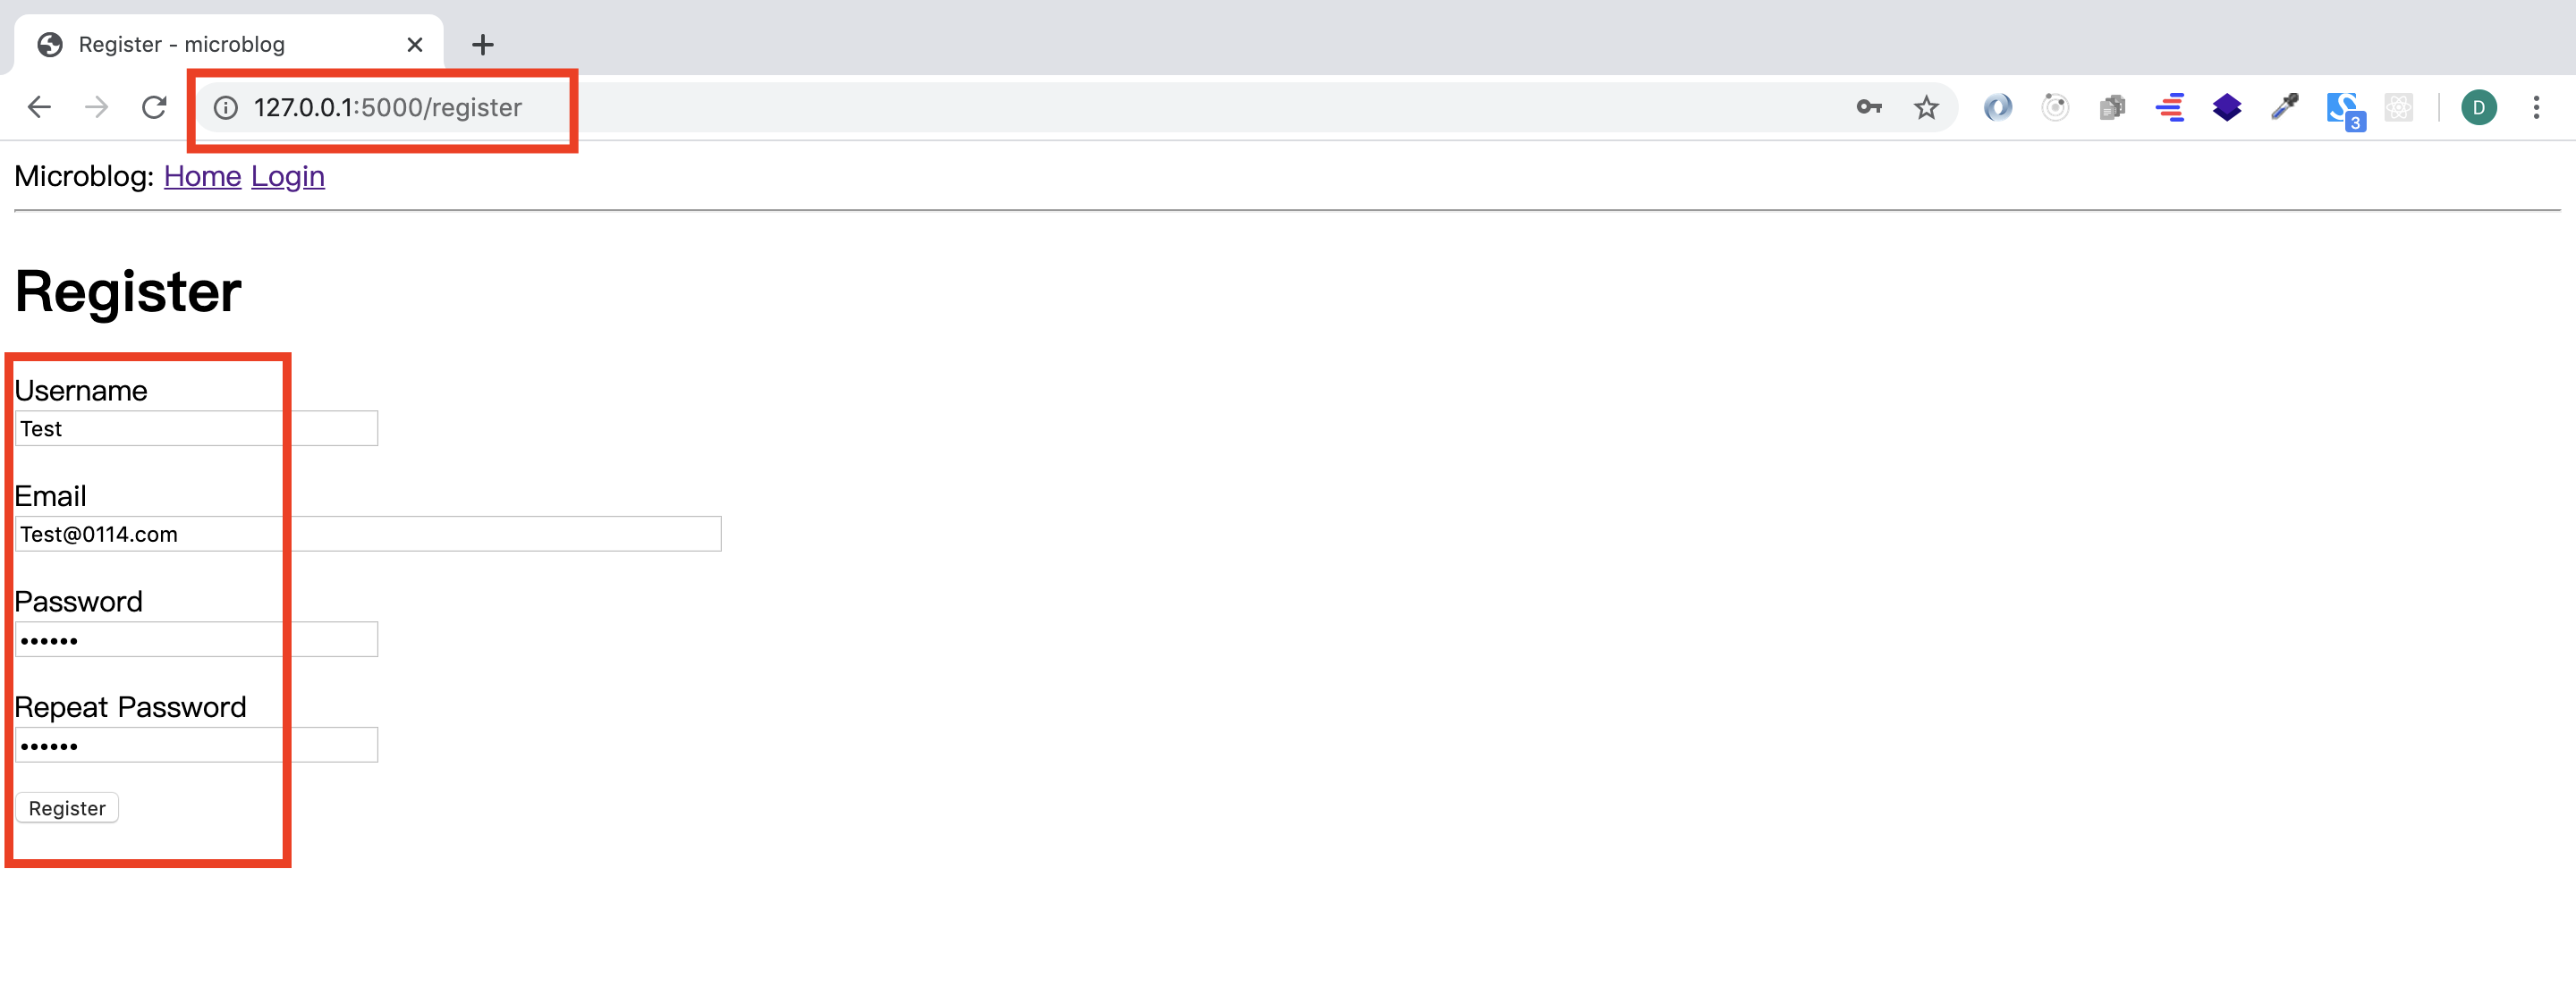 Register - microblog
127.0.0.1:5000/register
3
D
Microblog: Home Login
Register
Username
Test
Email
Test@0114.com
Password
••••••
Repeat Password
••••••
Register